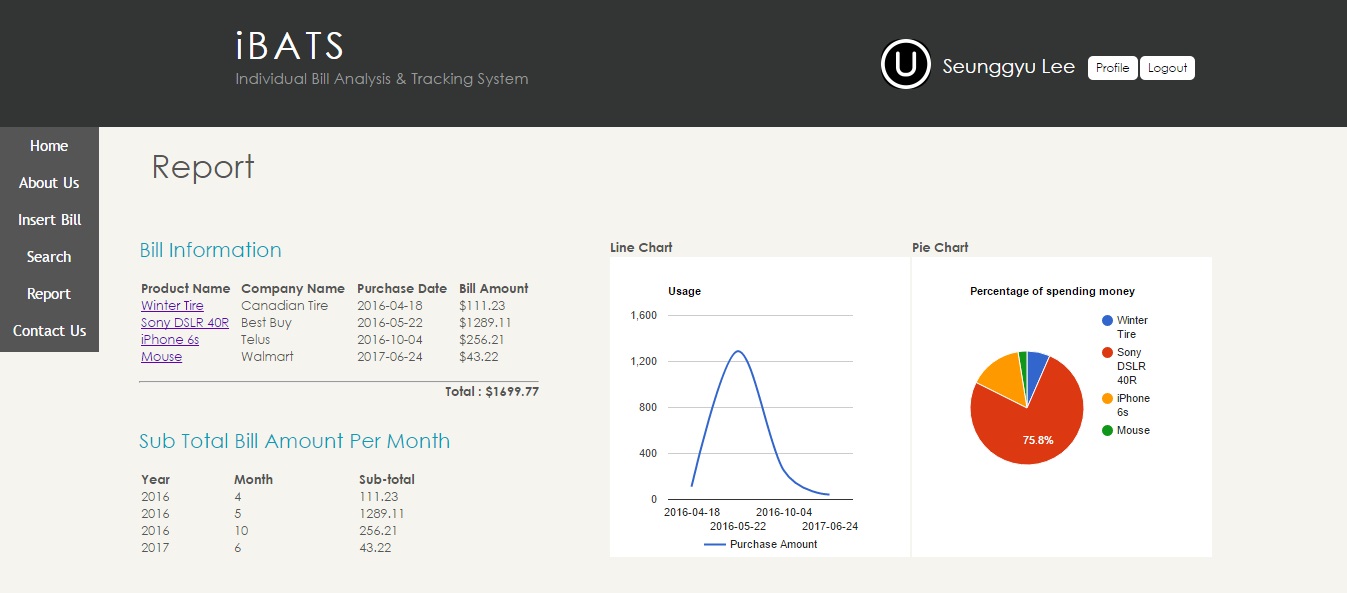 iBATS
Individual Bill Analysis & Tracking System
U
Seunggyu Lee
Profile
Logout
Home
About Us
Insert Bill
Search
Report
Contact Us
Report
Bill Information
Product Name Company Name Purchase Date Bill Amount
Winter Tire Canadian Tire 2016-04-18 $111.23
Sony DSLR 40R Best Buy 2016-05-22 $1289.11
iPhone 6s Telus 2016-10-04 $256.21
Mouse Walmart 2017-06-24 $43.22
Total : $1699.77
Sub Total Bill Amount Per Month
Year Month Sub-total
2016 4 111.23
2016 5 1289.11
2016 10 256.21
2017 6 43.22
Line Chart
Usage
1,600
1,200
800
400
0
2016-04-18 2016-10-04
2016-05-22 2017-06-24
Purchase Amount
Pie Chart
Percentage of spending money
75.8%
Winter
Tire
Sony
DSLR
40R
iPhone
6s
Mouse